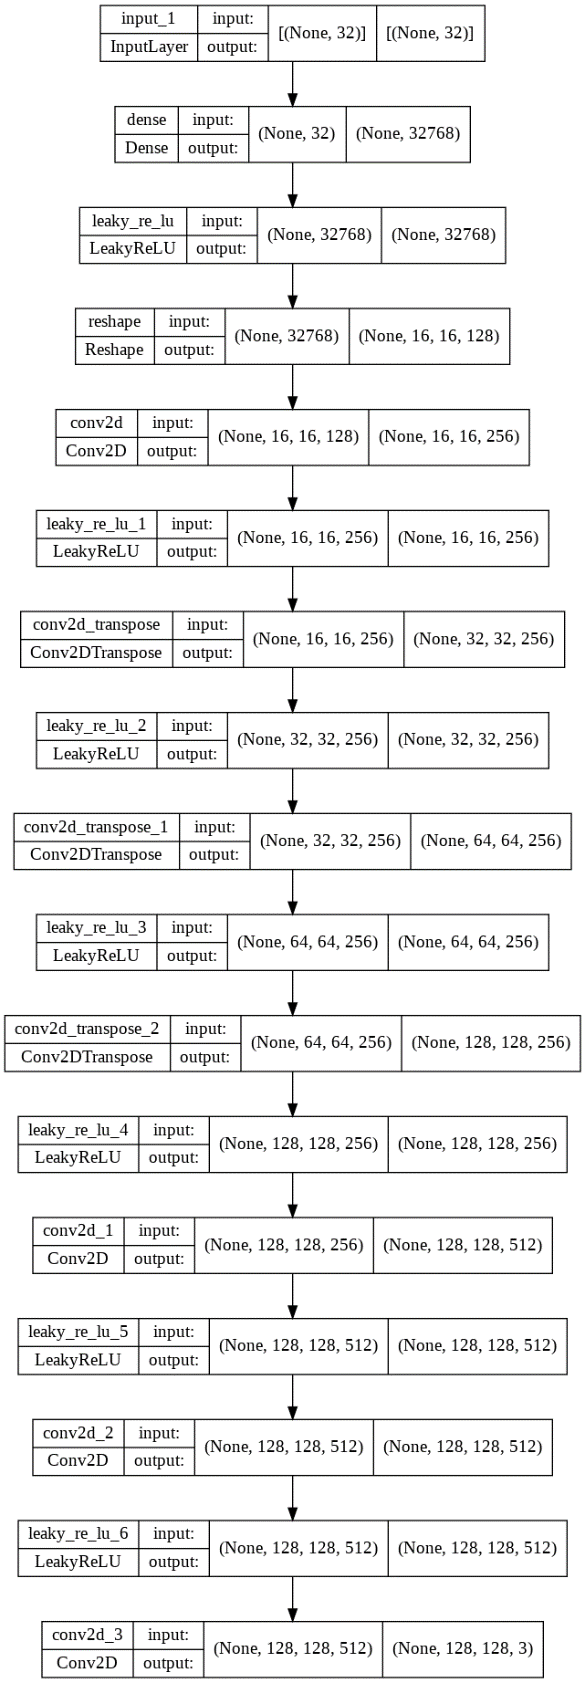 input_1 input: [(None, 32)] [(None, 32)]
InputLayer output:
dense input: (None, 32) (None, 32768)
Dense output:
leaky_re_lu input: (None, 32768) (None, 32768)
LeakyReLU output:
reshape input: (None, 32768) (None, 16, 16, 128)
Reshape output:
conv2d input: (None, 16, 16, 128) (None, 16, 16, 256)
Conv2D output:
leaky_re_lu_1 input: (None, 16, 16, 256) (None, 16, 16, 256)
LeakyReLU output:
conv2d_transpose input: (None, 16, 16, 256) (None, 32, 32, 256)
Conv2DTranspose output:
leaky_re_lu_2 input: (None, 32, 32, 256) (None, 32, 32, 256)
LeakyReLU output:
conv2d_transpose_1 input: (None, 32, 32, 256) (None, 64, 64, 256)
Conv2DTranspose output:
leaky_re_lu_3 input: (None, 64, 64, 256) (None, 64, 64, 256)
LeakyReLU output:
conv2d_transpose_2 input: (None, 64, 64, 256) (None, 128, 128, 256)
Conv2DTranspose output:
leaky_re_lu_4 input: (None, 128, 128, 256) (None, 128, 128, 256)
LeakyReLU output:
conv2d_1 input: (None, 128, 128, 256) (None, 128, 128, 512)
Conv2D output:
leaky_re_lu_5 input: (None, 128, 128, 512) (None, 128, 128, 512)
LeakyReLU output:
conv2d_2 input: (None, 128, 128, 512) (None, 128, 128, 512)
Conv2D output:
leaky_re_lu_6 input: (None, 128, 128, 512) (None, 128, 128, 512)
LeakyReLU output:
conv2d_3 input: (None, 128, 128, 512) (None, 128, 128, 3)
Conv2D output: